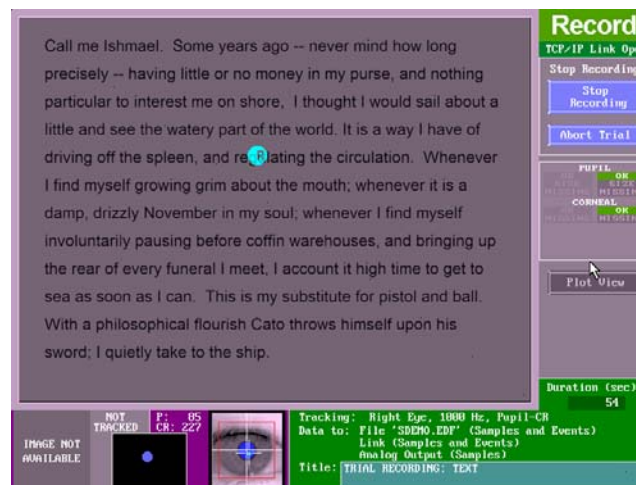 Call me Ishmael. Some years ago -- never mind how long
precisely -- having little or no money in my purse, and nothing
particular to interest me on shore, I thought I would sail about a
little and see the watery part of the world. It is a way I have of
driving off the spleen, and re R lating the circulation. Whenever
I find myself growing grim about the mouth; whenever it is a
damp, drizzly November in my soul; whenever I find myself
involuntarily pausing before coffin warehouses, and bringing up
the rear of every funeral I meet, I account it high time to get to
sea as soon as I can. This is my substitute for pistol and ball.
With a philosophical flourish Cato throws himself upon his
sword; I quietly take to the ship.
Record
TCP/IP Link Ope
Stop Recording
Stop
Recording
Abort Trial
PUPIL
OK
SIZE
MISSING MISSIN
CORNEAL
OK
MISSING MISSIN
Plot View
Duration (sec)
54
IMAGE NOT
AVAILABLE
NOT
TRACKED
P: 85
CR: 227
Tracking: Right Eye, 1000 Hz, Pupil-CR
Data to: File 'SDEMO.EDF' (Samples and Events)
Link (Samples and Events)
Analog Output (Samples)
Title: TRIAL RECORDING: TEXT